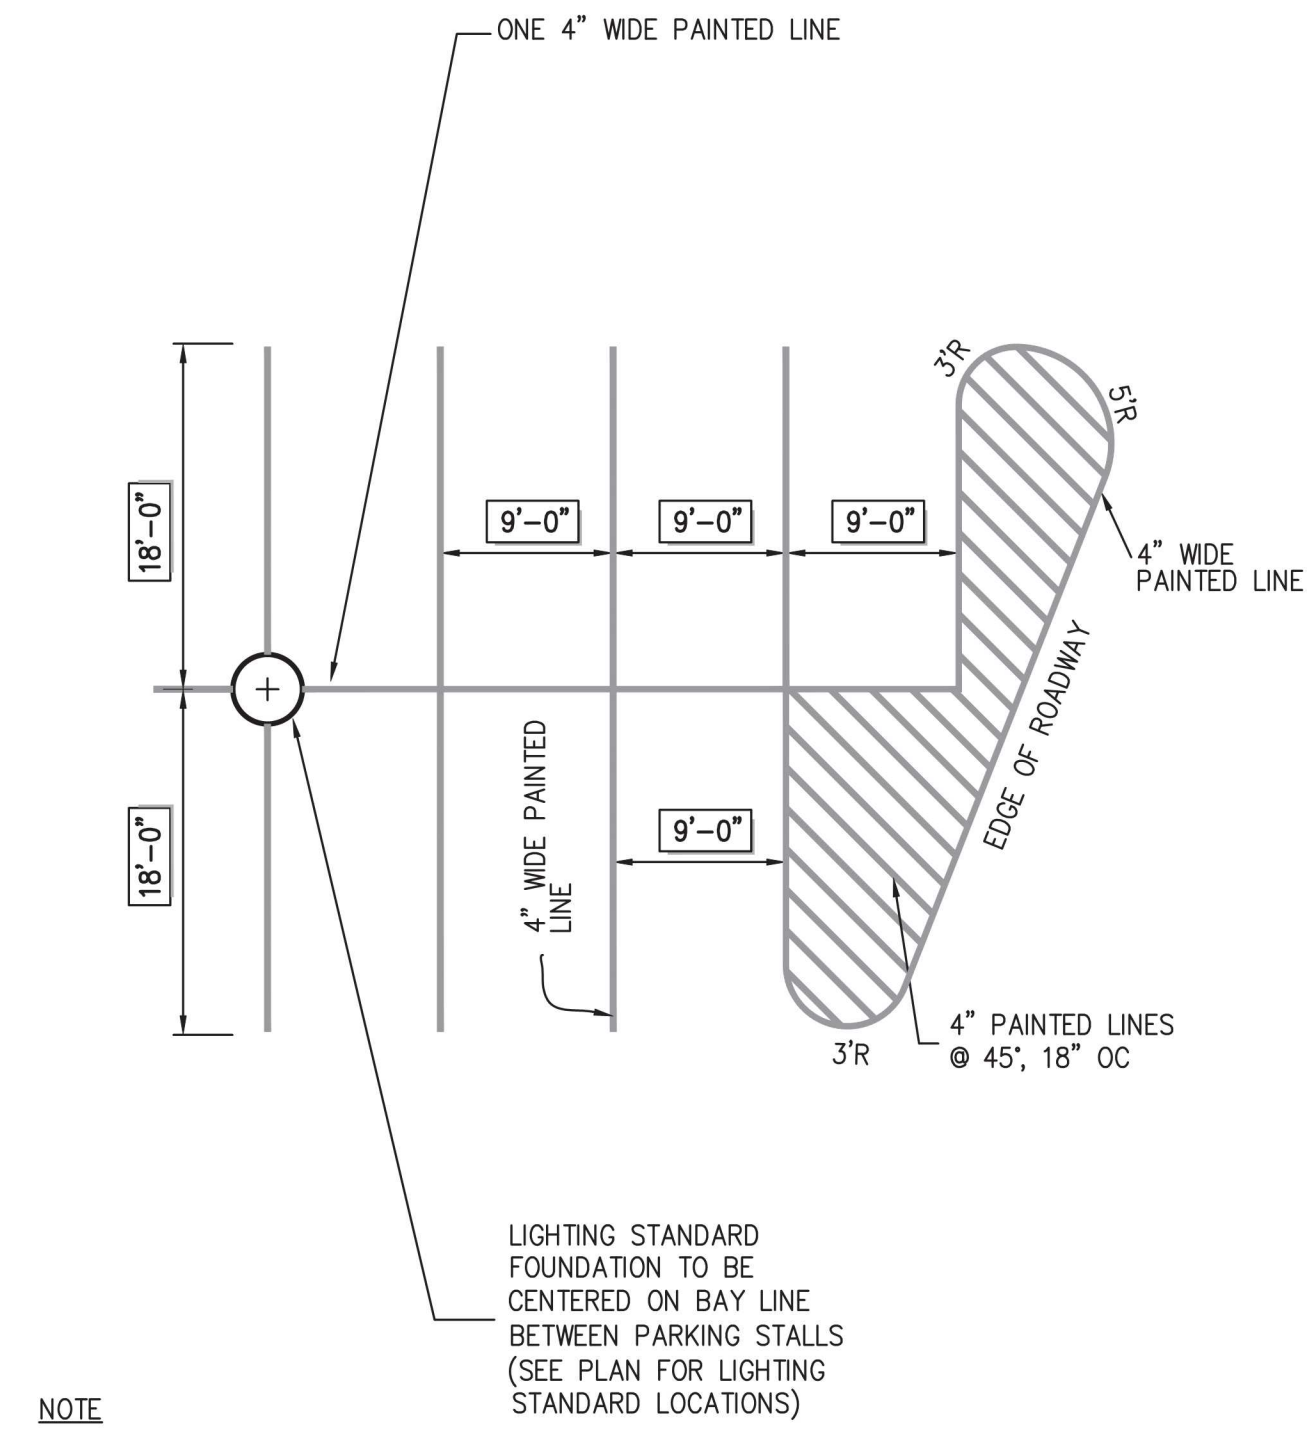 ONE 4” WIDE PAINTED LINE
3’R
5’R
18’-0”
9’-0”
9’-0”
9’-0”
4” WIDE
PAINTED LINE
EDGE OF ROADWAY
4” WIDE PAINTED
LINE
9’-0”
18’-0”
4” PAINTED LINES
@ 45°, 18” OC
3’R
LIGHTING STANDARD
FOUNDATION TO BE
CENTERED ON BAY LINE
BETWEEN PARKING STALLS
(SEE PLAN FOR LIGHTING
STANDARD LOCATIONS)
NOTE